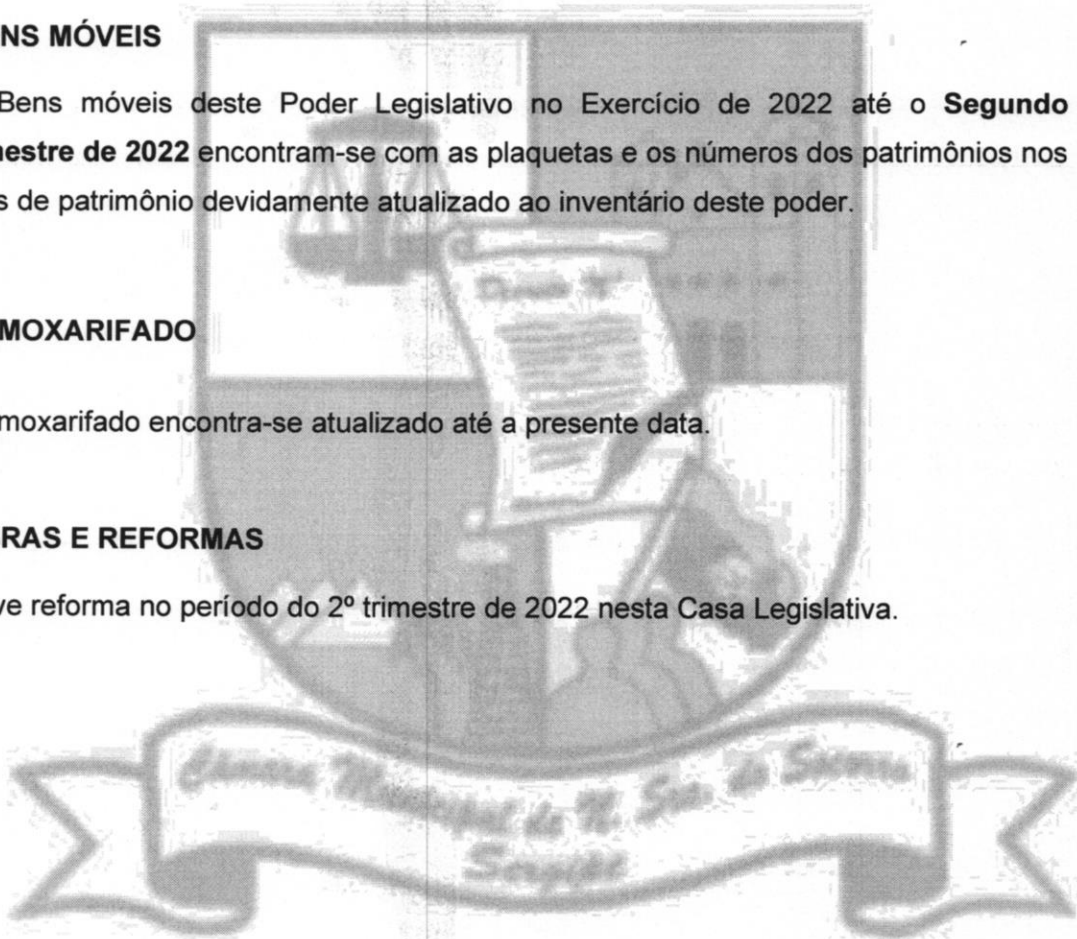 NS MÓVEIS
Bens móveis deste Poder Legislativo no Exercício de 2022 até o Segundo
nestre de 2022 encontram-se com as plaquetas e os números dos patrimônios nos
s de patrimônio devidamente atualizado ao inventário deste poder.
MOXARIFADO
moxarifado encontra-se atualizado até a presente data.
RAS E REFORMAS
ve reforma no período do 2º trimestre de 2022 nesta Casa Legislativa.
Câmara Municipal de N. Sra. do Socorro
Sergipe